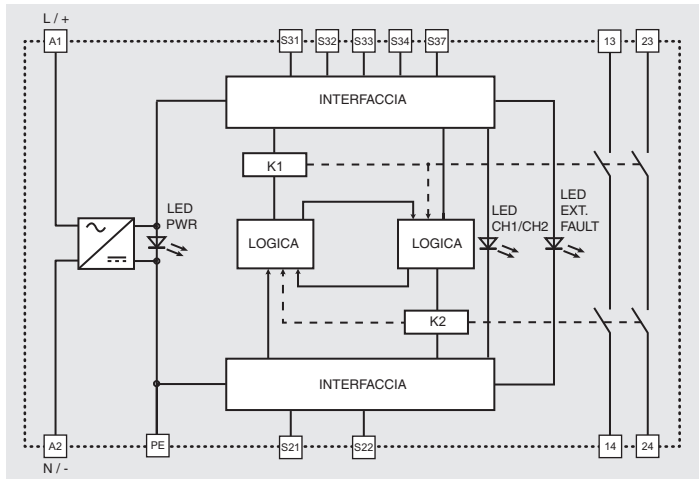 L / +
A1
S31
S32
S33
S34
S37
13
23
INTERFACCIA
K1
LED
PWR
LOGICA
LOGICA
LED
CH1/CH2
LED
EXT.
FAULT
K2
INTERFACCIA
A2
PE
S21
S22
14
24
N / -